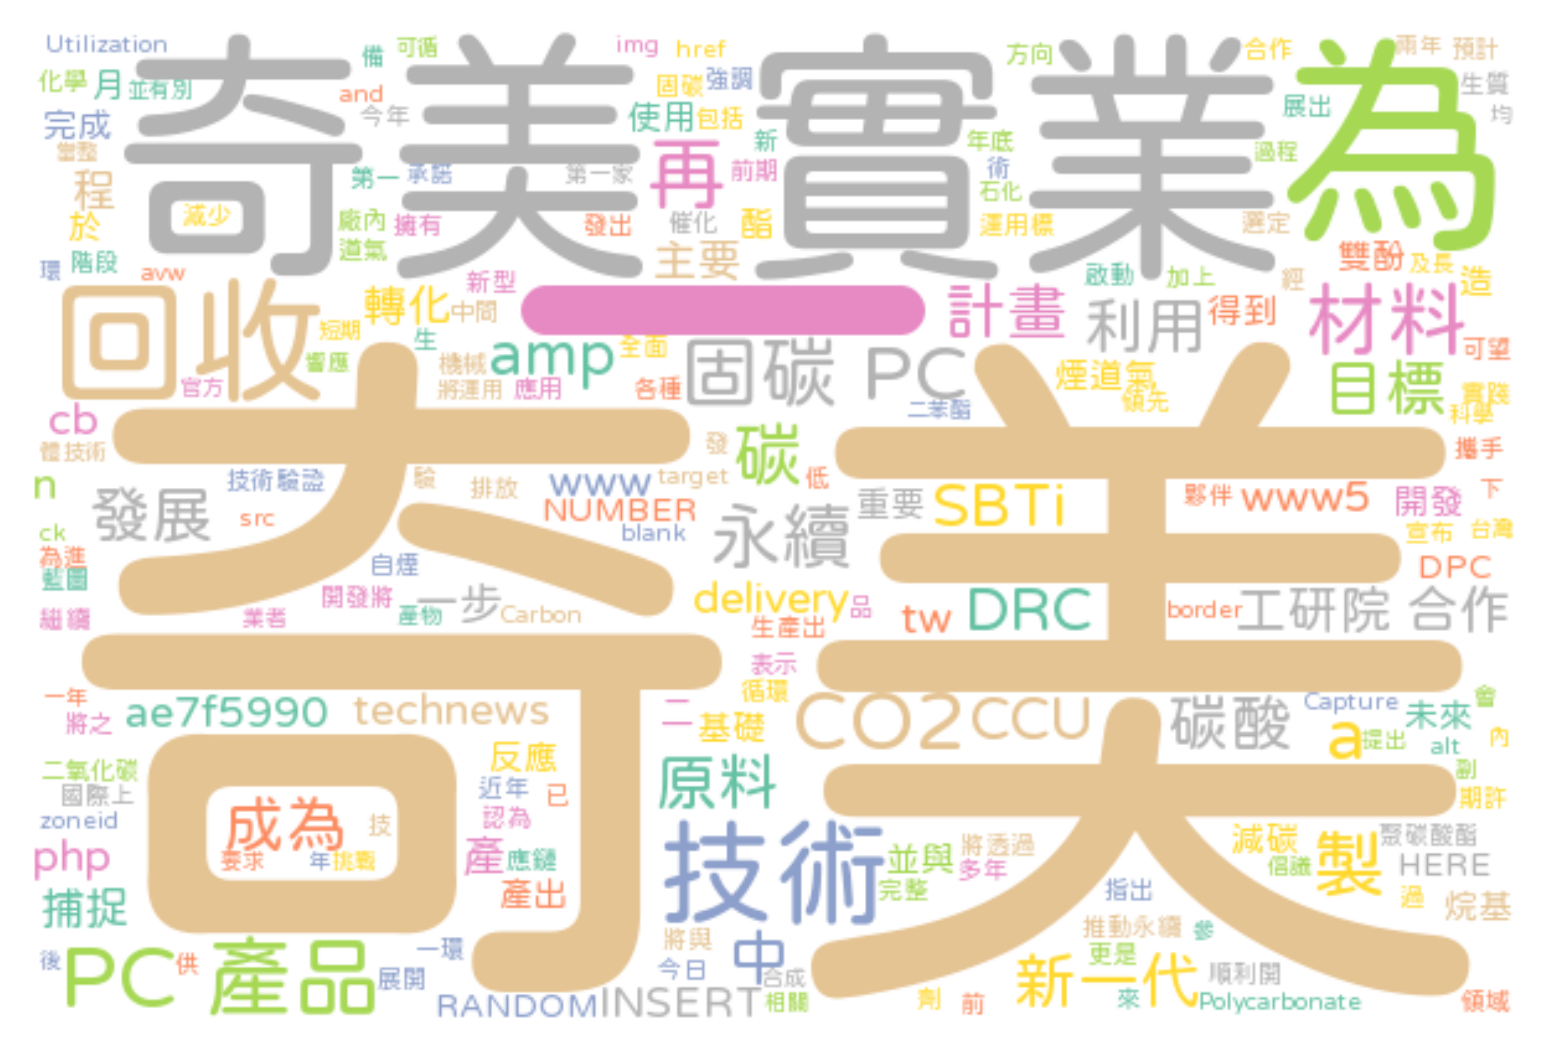 Utilization
備
可循
img
href
方向
合作
兩年
預計
化學
月
並有別
奇美實業
為
固碳
強調
生質
and
今年
使用
包括
展出
均
完成
新
年底
當整
再
過程
程
第一
承諾
第一家
前期
術
石化
減少
於
廠內
擁有
發出
催化
酯
運用標
選定
道氣
主要
雙酚
及長
環
階段
avw
新型
啟動
加上
經
造
回收
短期
轉化
中間
一
計畫
利用
得到
材料
響應
生
amp
全面
固碳
PC
可望
官方
機械
將運用
應用
各種
煙道氣
領先
目標
實踐
科學
cb
二苯酯
奇美
體技術
發
碳
低
攜手
n
技術驗證
驗
排放
www
target
重要
SBTi
夥伴
www5
開發
下
發展
src
NUMBER
ck
blank
永續
宣布
台灣
為進
藍圖
自煙
DPC
開發將
一步
delivery
品
DRC
border
工研院
合作
繼續
業者
產物
Carbon
生產出
tw
表示
一年
循環
將之
ae7f5990
technews
二
基礎
CO2
CCU
碳酸
Capture
未來
會
a
提出
alt
內
二氧化碳
反應
原料
副
國際上
近年
已
期許
zoneid
成為
技
認為
技術
將透過
減碳
聚碳酸酯
php
要求
年
挑戰
產
應鏈
並與
多年
倡議
製
HERE
捕捉
產出
完整
指出
過
烷基
將與
推動永續
參
後
PC
供
產品
一環
中
更是
展開
今日
合成
新一代
順利開
RANDOM
INSERT
相關
劑
前
來
Polycarbonate
領域